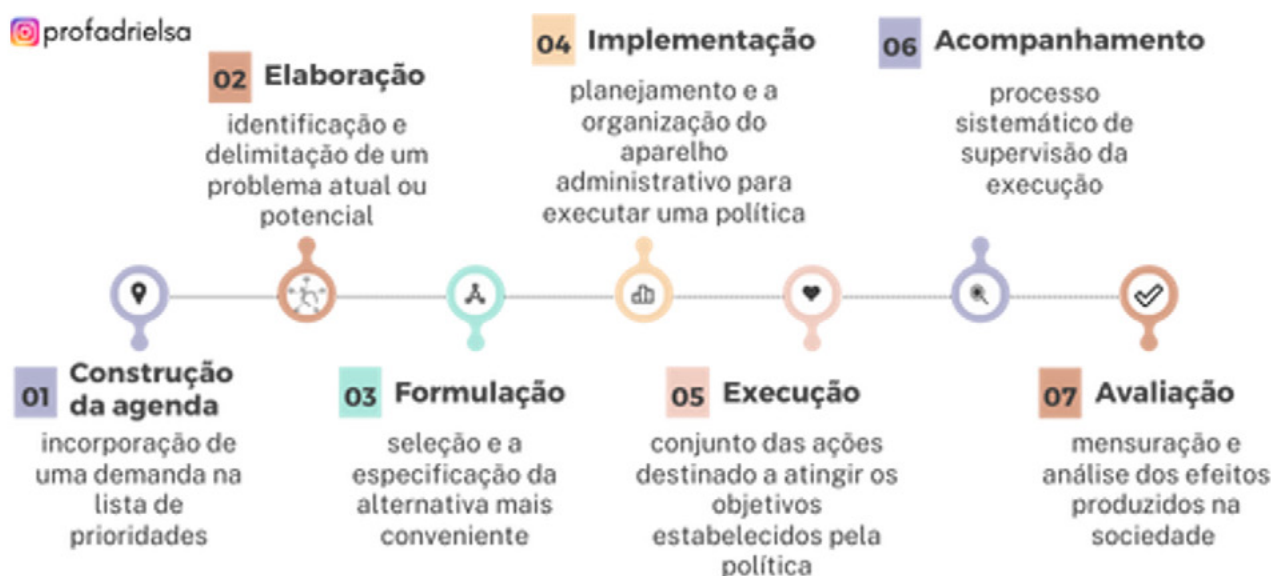 profadrielsa
01 Construção
da agenda
incorporação de
uma demanda na
lista de
prioridades
02 Elaboração
identificação e
delimitação de um
problema atual ou
potencial
03 Formulação
seleção e a
especificação da
alternativa mais
conveniente
04 Implementação
planejamento e a
organização do
aparelho
administrativo para
executar uma política
05 Execução
conjunto das ações
destinado a atingir os
objetivos
estabelecidos pela
política
06 Acompanhamento
processo
sistemático de
supervisão da
execução
07 Avaliação
mensuração e
análise dos efeitos
produzidos na
sociedade